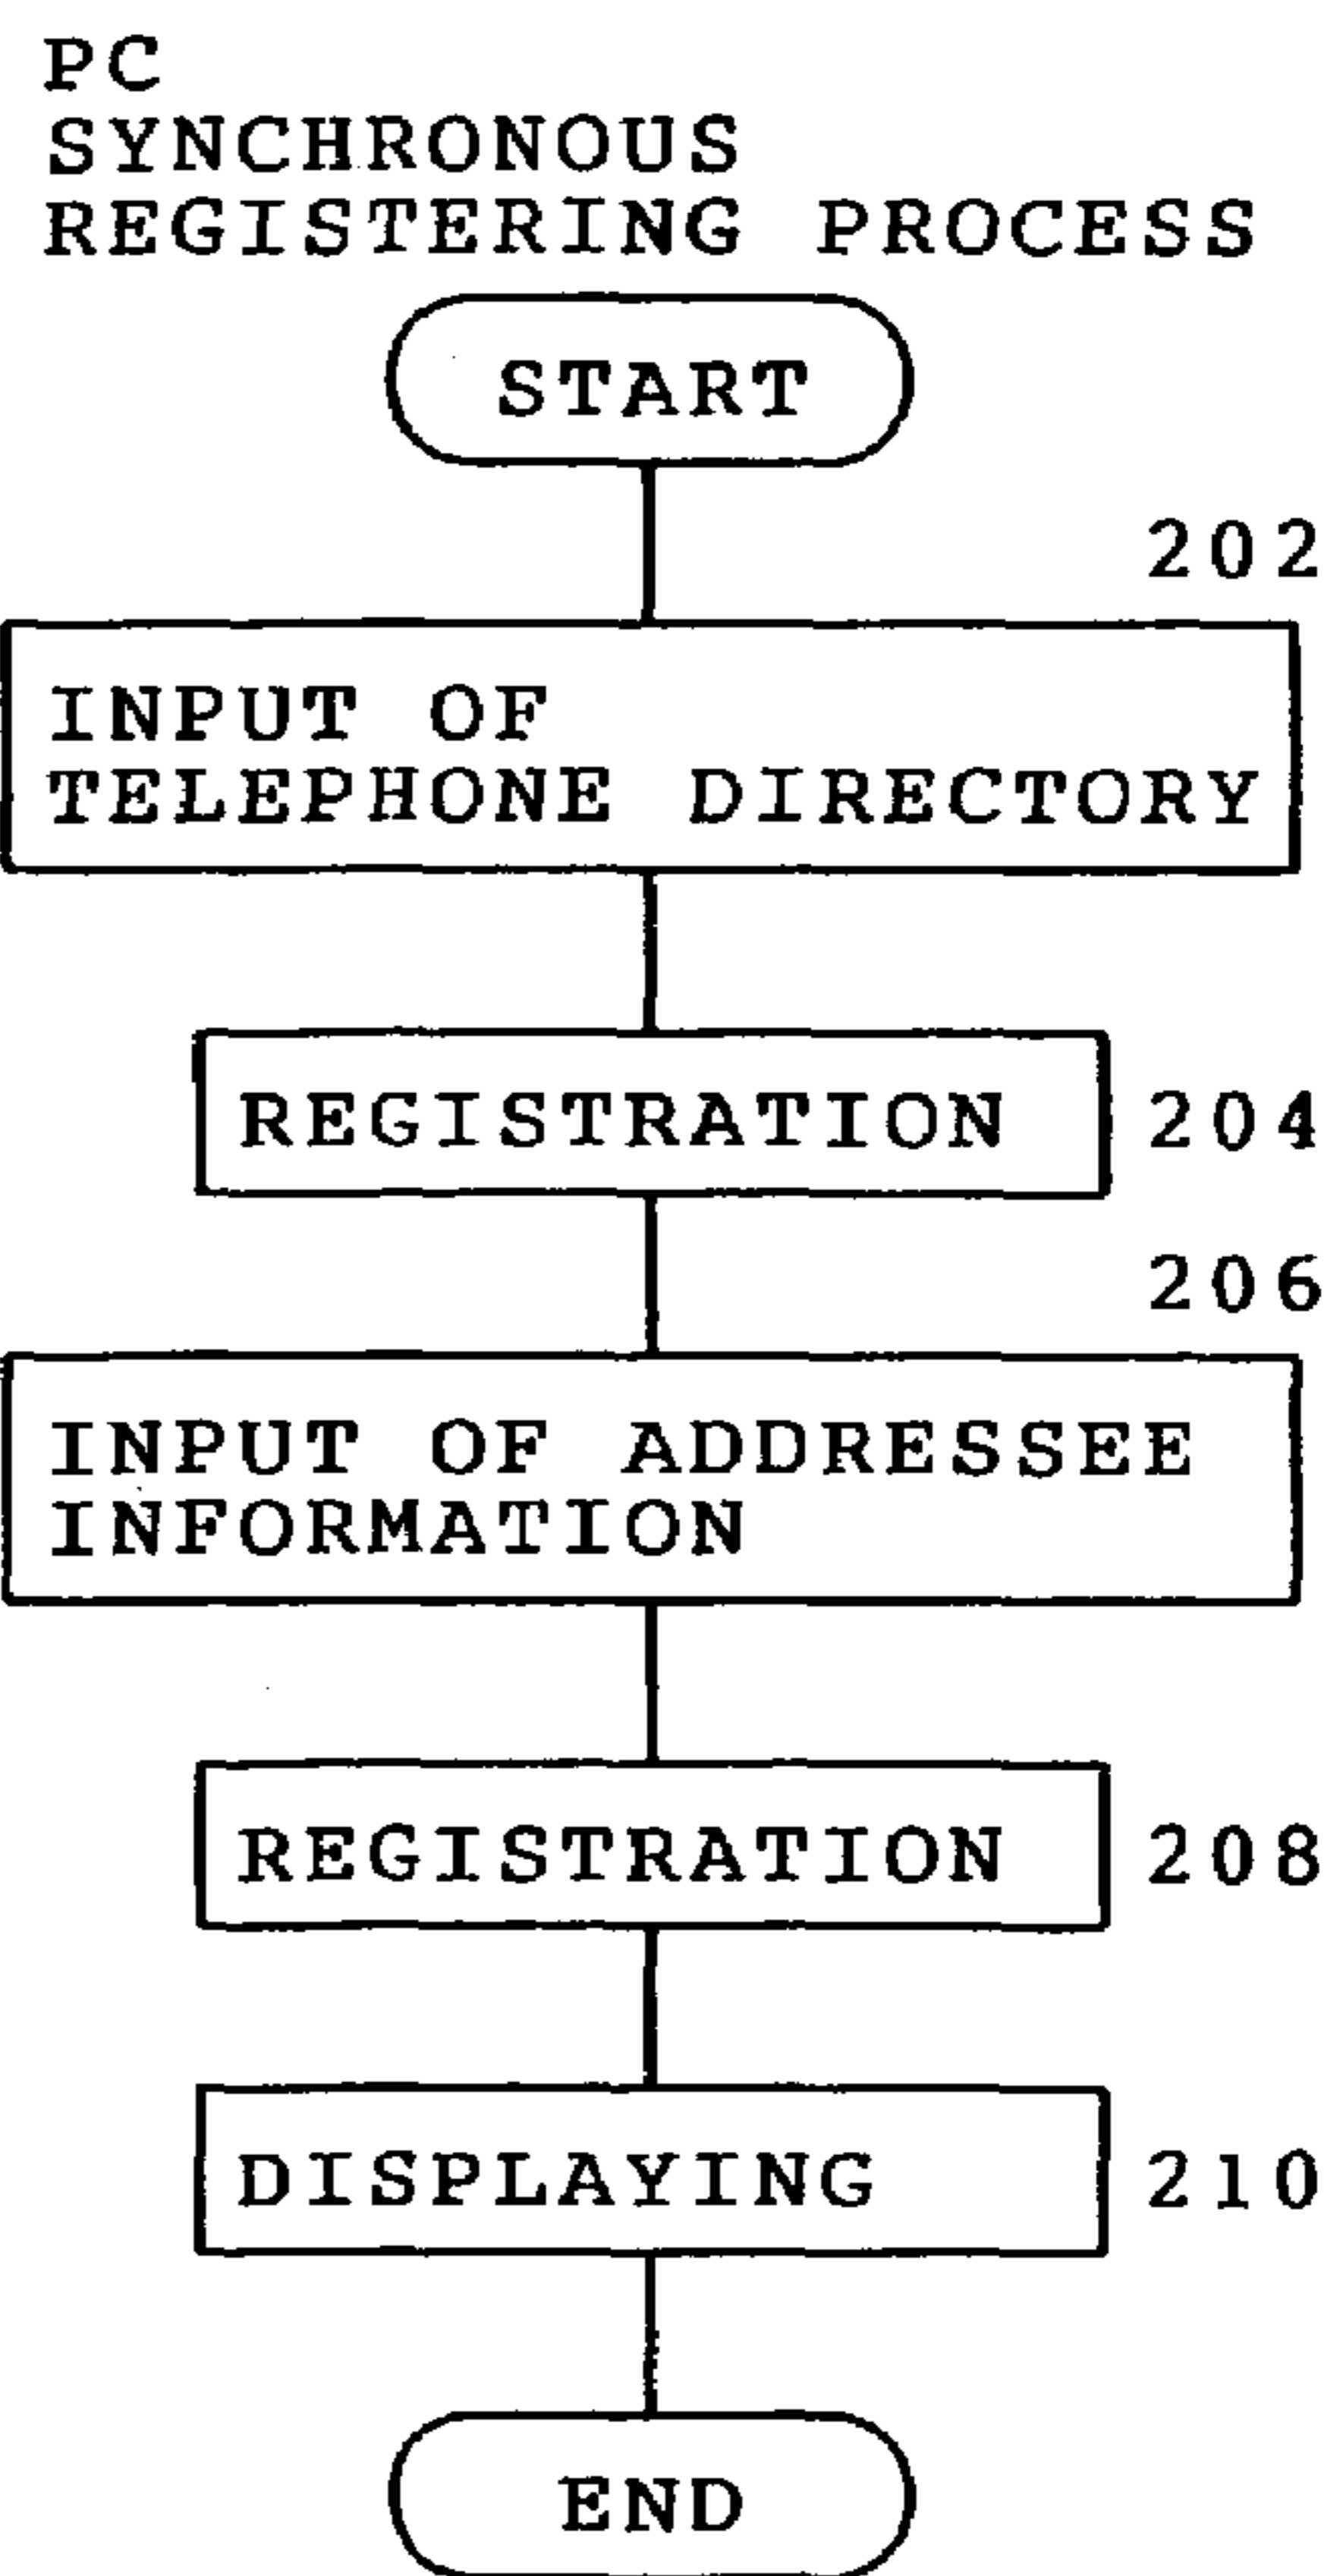 PC
SYNCHRONOUS
REGISTERING PROCESS
START
202
INPUT OF
TELEPHONE DIRECTORY
REGISTRATION 204
206
INPUT OF ADDRESSEE
INFORMATION
REGISTRATION 208
DISPLAYING 210
END